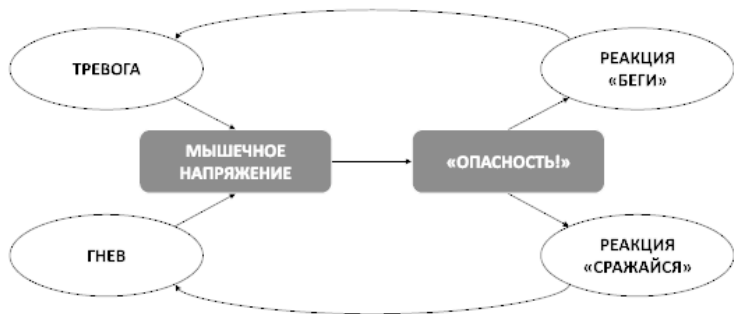 ТРЕВОГА
РЕАКЦИЯ
«БЕГИ»
МЫШЕЧНОЕ
НАПРЯЖЕНИЕ
«ОПАСНОСТЬ!»
ГНЕВ
РЕАКЦИЯ
«СРАЖАЙСЯ»